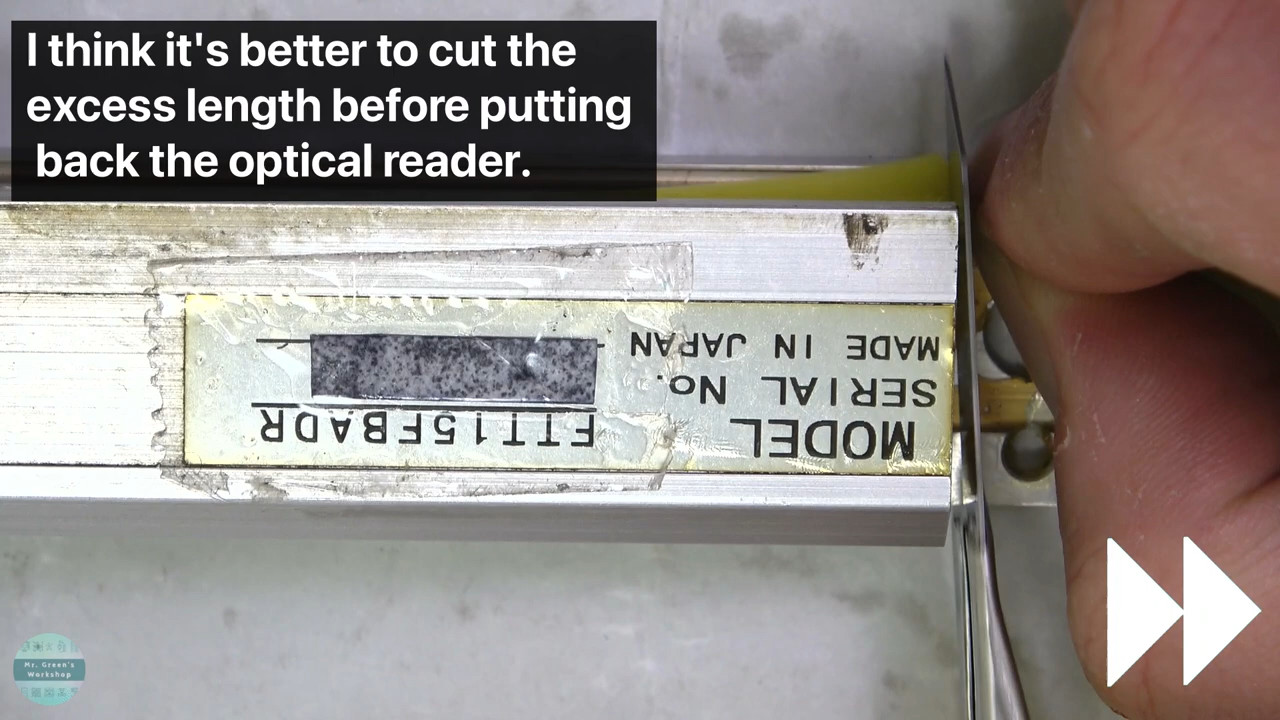 I think it's better to cut the
excess length before putting
back the optical reader.
MODEL FTT15FBADR
SERIAL No.
MADE IN JAPAN
Mr. Green's
Workshop